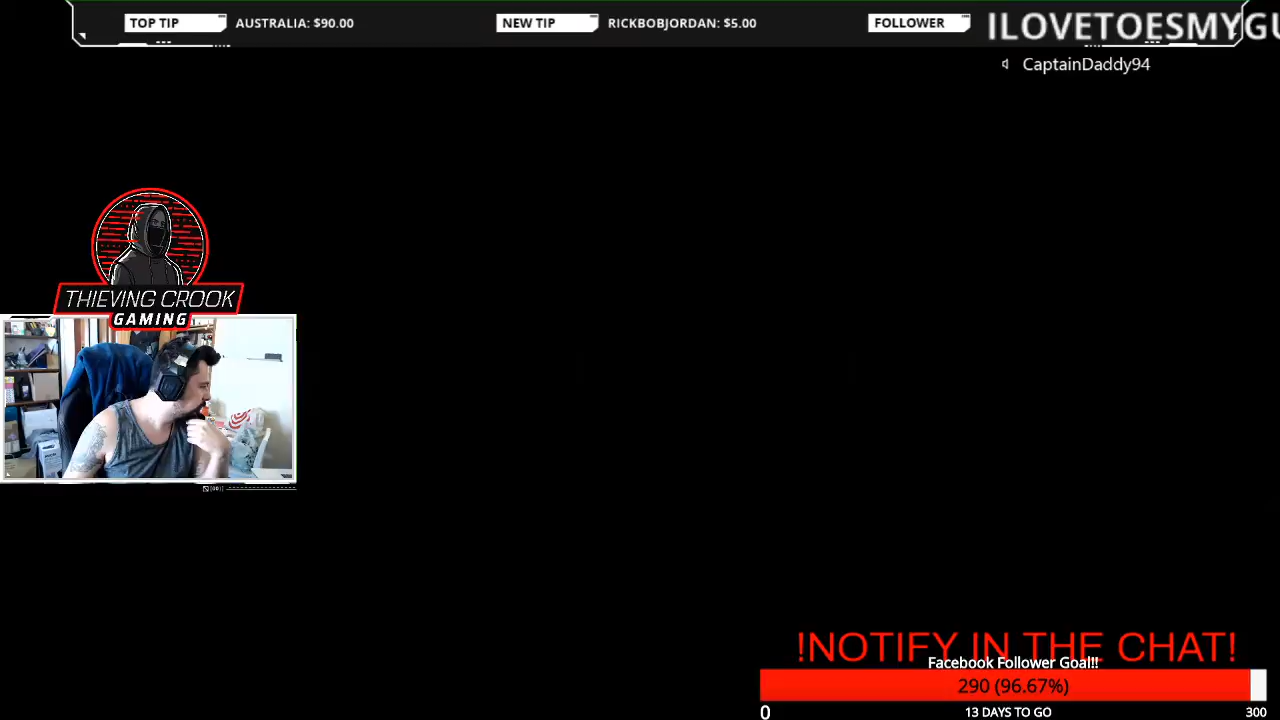 TOP TIP AUSTRALIA: $90.00 NEW TIP RICKBOBJORDAN: $5.00 FOLLOWER ILOVETOESMYGU
CaptainDaddy94
THIEVING CROOK
GAMING
!NOTIFY IN THE CHAT!
Facebook Follower Goal!!
290 (96.67%)
0 13 DAYS TO GO 300